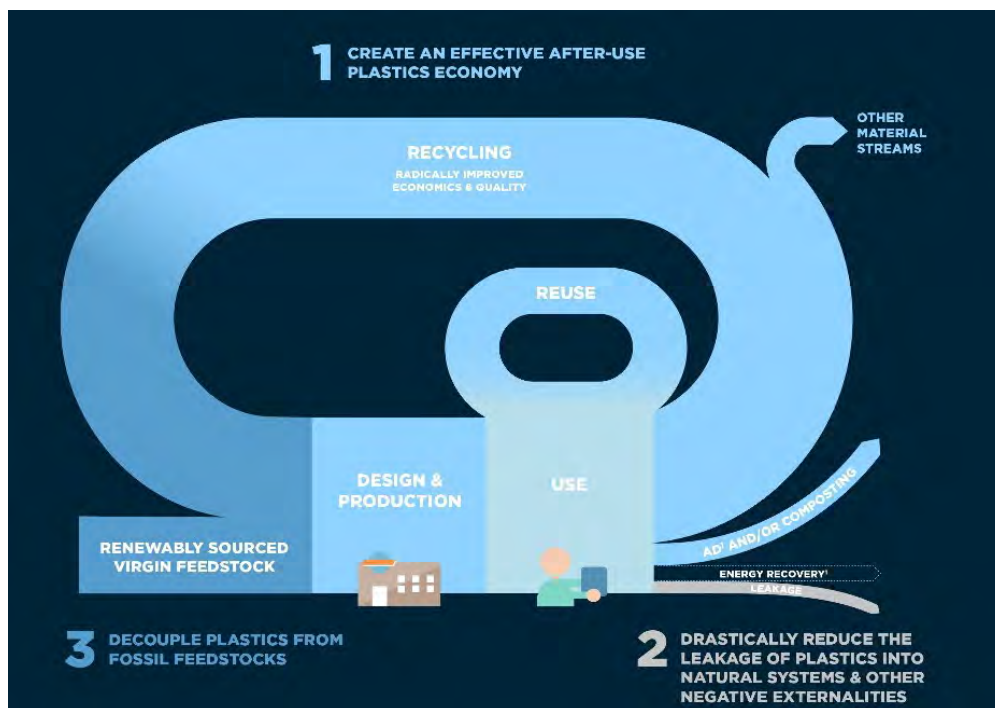 1 CREATE AN EFFECTIVE AFTER-USE
PLASTICS ECONOMY
OTHER
MATERIAL
STREAMS
RECYCLING
RADICALLY IMPROVED
ECONOMICS & QUALITY
REUSE
DESIGN &
PRODUCTION
USE
RENEWABLY SOURCED
VIRGIN FEEDSTOCK
AD¹ AND/OR COMPOSTING
ENERGY RECOVERY²
LEAKAGE
3 DECOUPLE PLASTICS FROM
FOSSIL FEEDSTOCKS
2 DRASTICALLY REDUCE THE
LEAKAGE OF PLASTICS INTO
NATURAL SYSTEMS & OTHER
NEGATIVE EXTERNALITIES